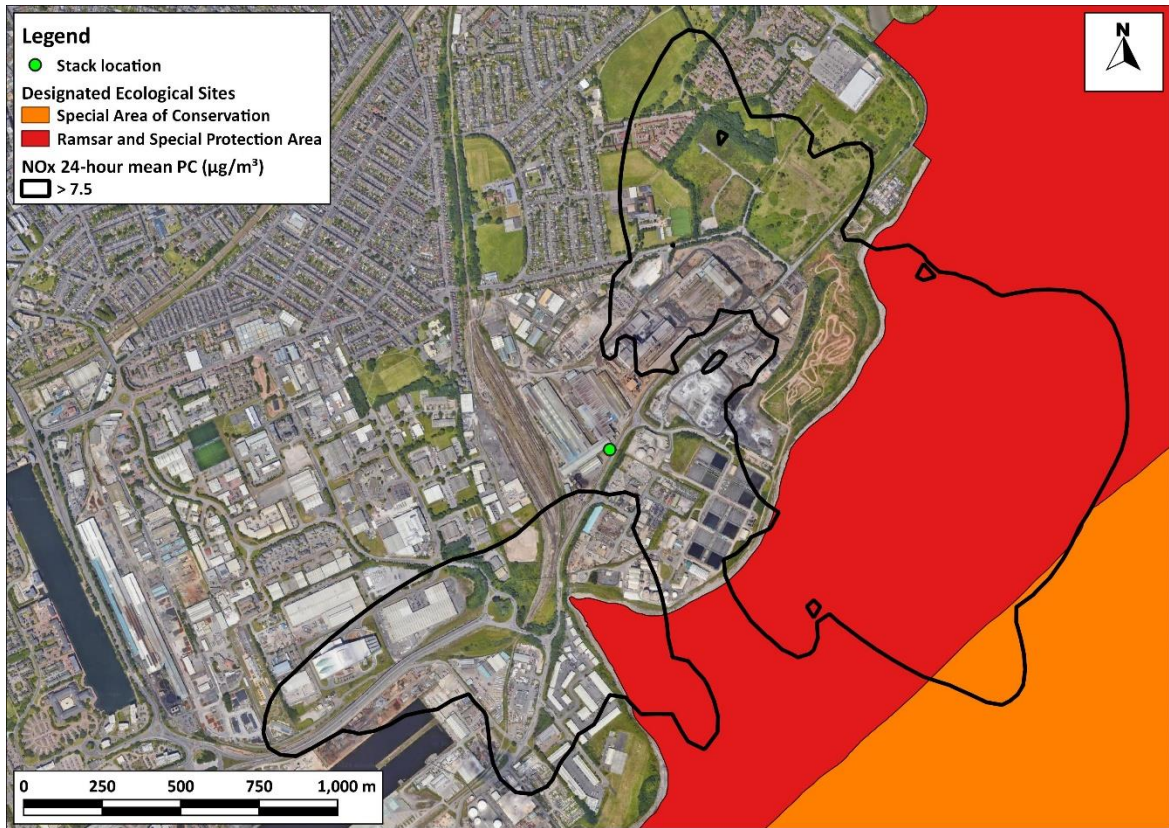 Legend
Stack location
Designated Ecological Sites
Special Area of Conservation
Ramsar and Special Protection Area
NOx 24-hour mean PC (µg/m³)
> 7.5
N
0 250 500 750 1,000 m